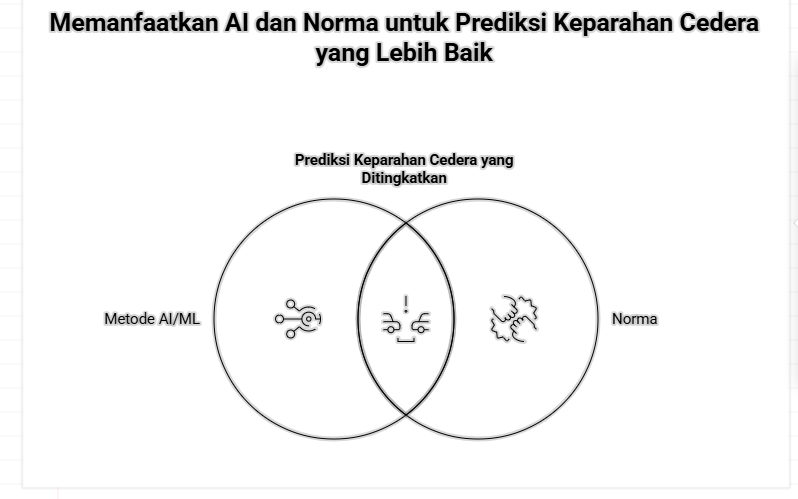 Memanfaatkan AI dan Norma untuk Prediksi Keparahan Cedera
yang Lebih Baik
Prediksi Keparahan Cedera yang
Ditingkatkan
Metode AI/ML
Norma